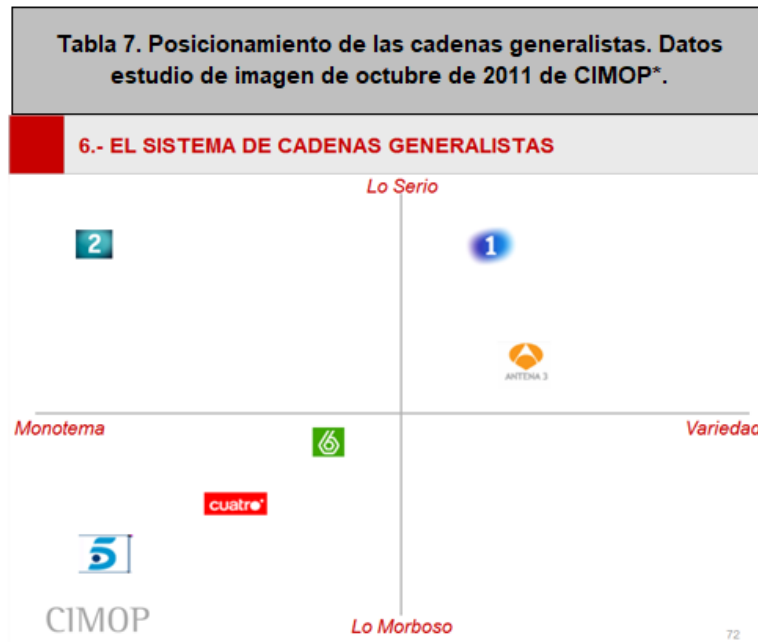 Tabla 7. Posicionamiento de las cadenas generalistas. Datos
estudio de imagen de octubre de 2011 de CIMOP*.
6.- EL SISTEMA DE CADENAS GENERALISTAS
Lo Serio
2
1
ANTENA 3
Monotema
Variedad
6
cuatro
5
CIMOP
Lo Morboso
72